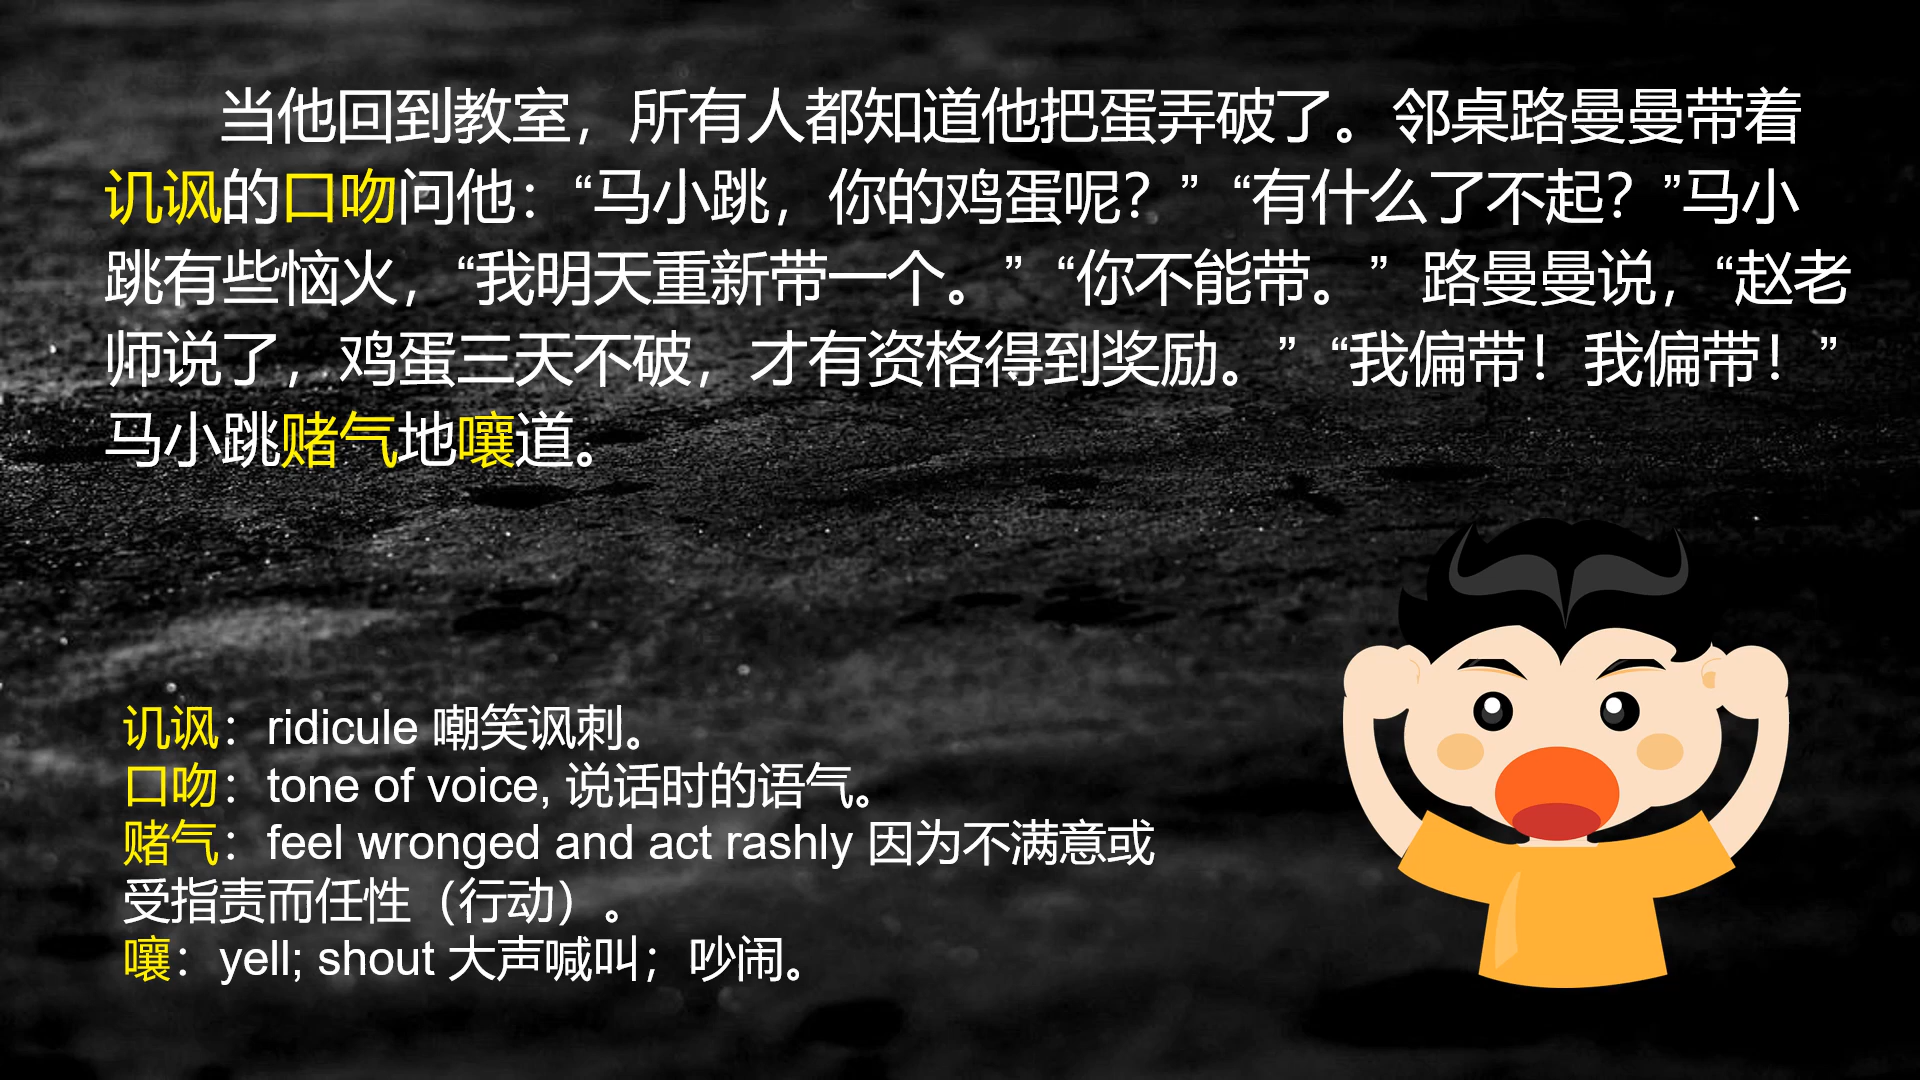 当他回到教室，所有人都知道他把蛋弄破了。邻桌路曼曼带着
讥讽的口吻问他：“马小跳，你的鸡蛋呢？”“有什么了不起？”马小
跳有些恼火，“我明天重新带一个。”“你不能带。”路曼曼说，“赵老
师说了，鸡蛋三天不破，才有资格得到奖励。”“我偏带！我偏带！”
马小跳赌气地嚷道。
讥讽：ridicule 嘲笑讽刺。
口吻：tone of voice, 说话时的语气。
赌气：feel wronged and act rashly 因为不满意或
受指责而任性（行动）。
嚷：yell; shout 大声喊叫；吵闹。